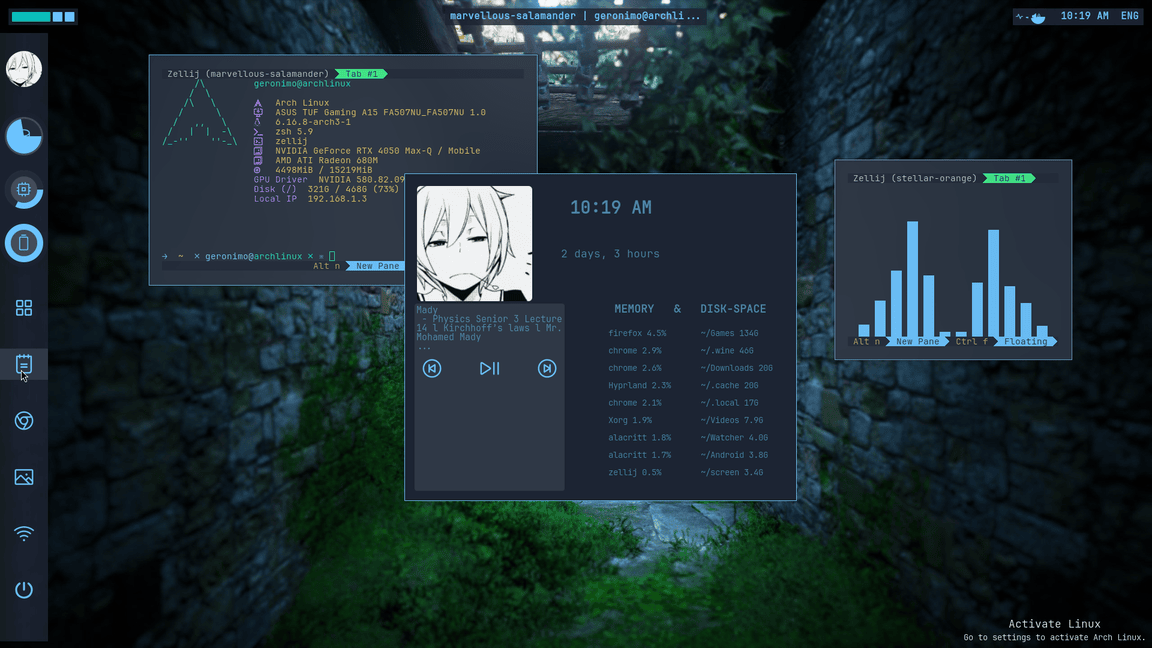 marvellous-salamander | geronimo@archli...
10:19 AM ENG
Zellij (marvellous-salamander) Tab #1
geronimo@archlinux
Arch Linux
ASUS TUF Gaming A15 FA507NU_FA507NU 1.0
6.16.8-arch3-1
zsh 5.9
zellij
NVIDIA GeForce RTX 4050 Max-Q / Mobile
AMD ATI Radeon 680M
4498MiB / 15219MiB
GPU Driver NVIDIA 580.82.09
Disk (/) 321G / 468G (73%)
Local IP 192.168.1.3
→ ~ × geronimo@archlinux × =
Alt n New Pane
10:19 AM
2 days, 3 hours
Mady
- Physics Senior 3 Lecture
14 l Kirchhoff's laws l Mr.
Mohamed Mady
...
MEMORY & DISK-SPACE
firefox 4.5% ~/Games 134G
chrome 2.9% ~/.wine 46G
chrome 2.6% ~/Downloads 20G
Hyprland 2.3% ~/.cache 20G
chrome 2.1% ~/.local 17G
Xorg 1.9% ~/Videos 7.9G
alacritt 1.8% ~/Watcher 4.0G
alacritt 1.7% ~/Android 3.8G
zellij 0.5% ~/screen 3.4G
Zellij (stellar-orange) Tab #1
Alt n New Pane Ctrl f Floating
Activate Linux
Go to settings to activate Arch Linux.